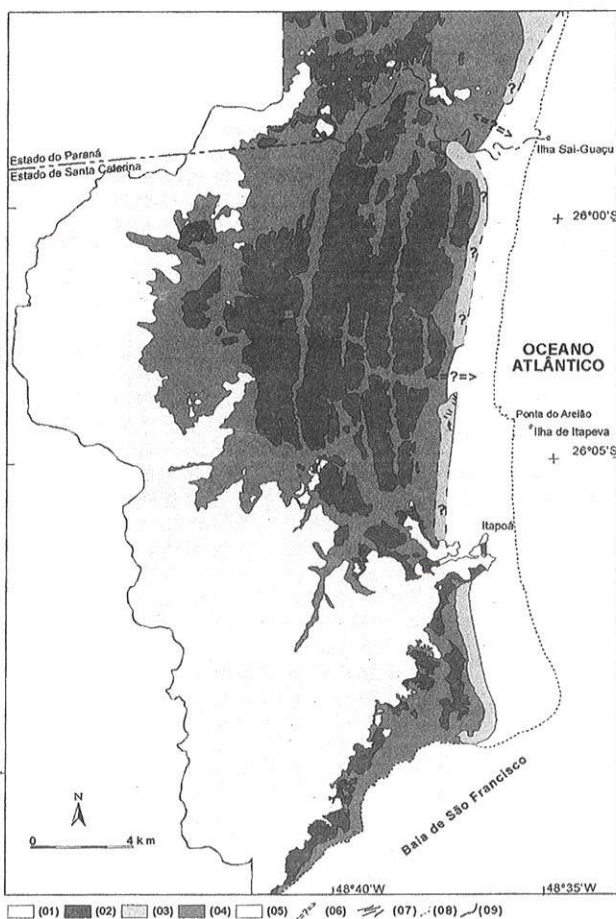 Estado do Paraná
Estado de Santa Catarina
?
<=?=>
?
Ilha Sai-Guaçu
?
26°00'S
?
?
OCEANO
ATLÂNTICO
<=?=>
Ponta do Areião
Ilha de Itapeva
26°05'S
?
Itapoá
N
0 4 km
Baia de São Francisco
48°40'W 48°35'W
(01) (02) (03) (04) (05) <=?=> (06) (07) (08) (09)